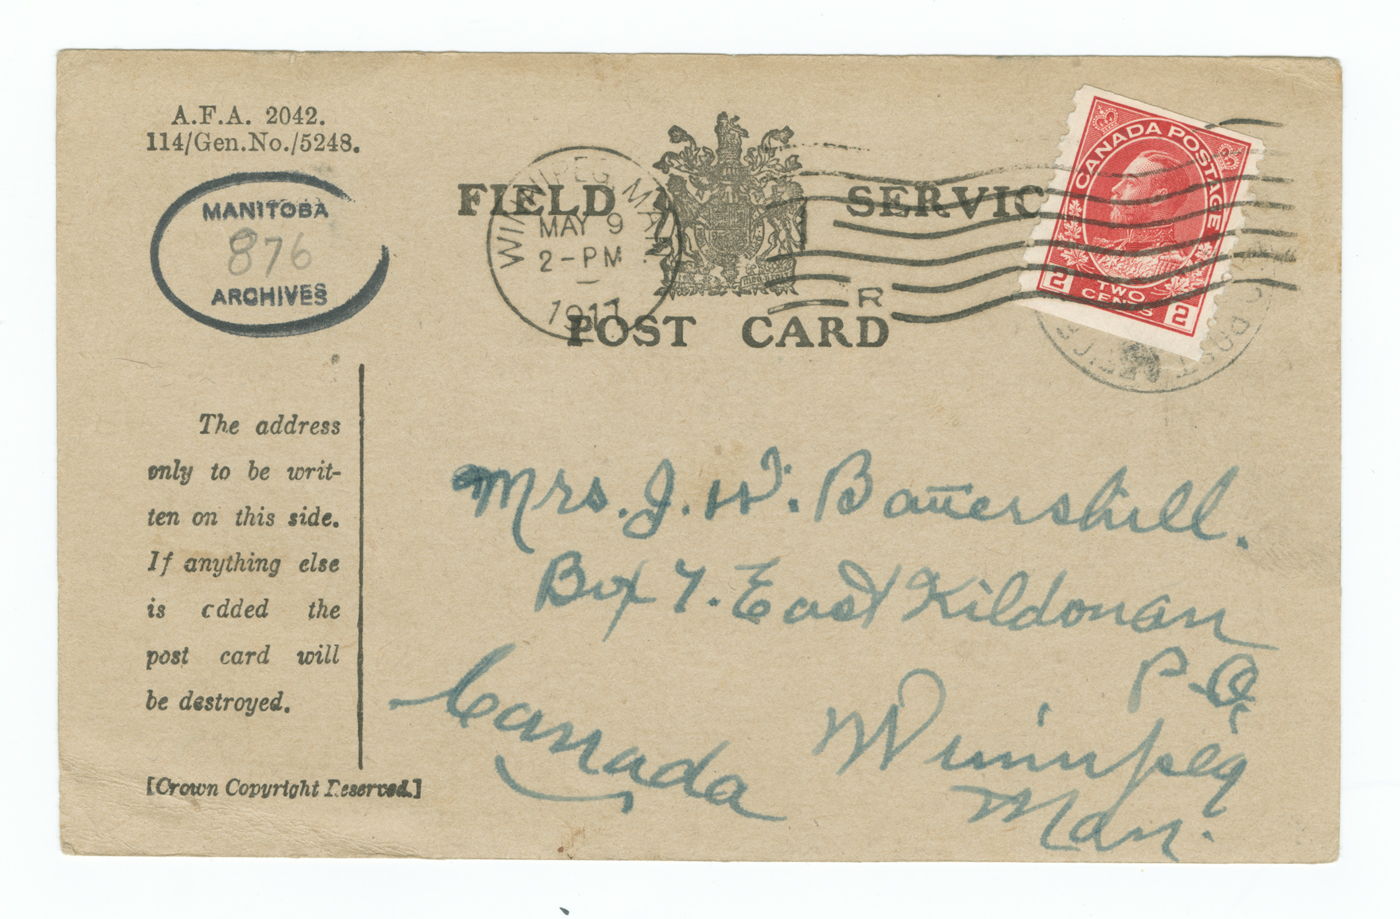 A.F.A. 2042.
114/Gen.No./5248.
MANITOBA
876
ARCHIVES
FIELD SERVIC
POST CARD
WINNIPEG MAN
MAY 9
2-PM
1917
R
CANADA POSTAGE
2 TWO CENTS 2
The address
only to be writ-
ten on this side.
If anything else
is added the
post card will
be destroyed.
[Crown Copyright Reserved.]
Mrs. J. W. Battershill.
Box 7. East Kildonan
P.O.
Winnipeg
Man.
Canada